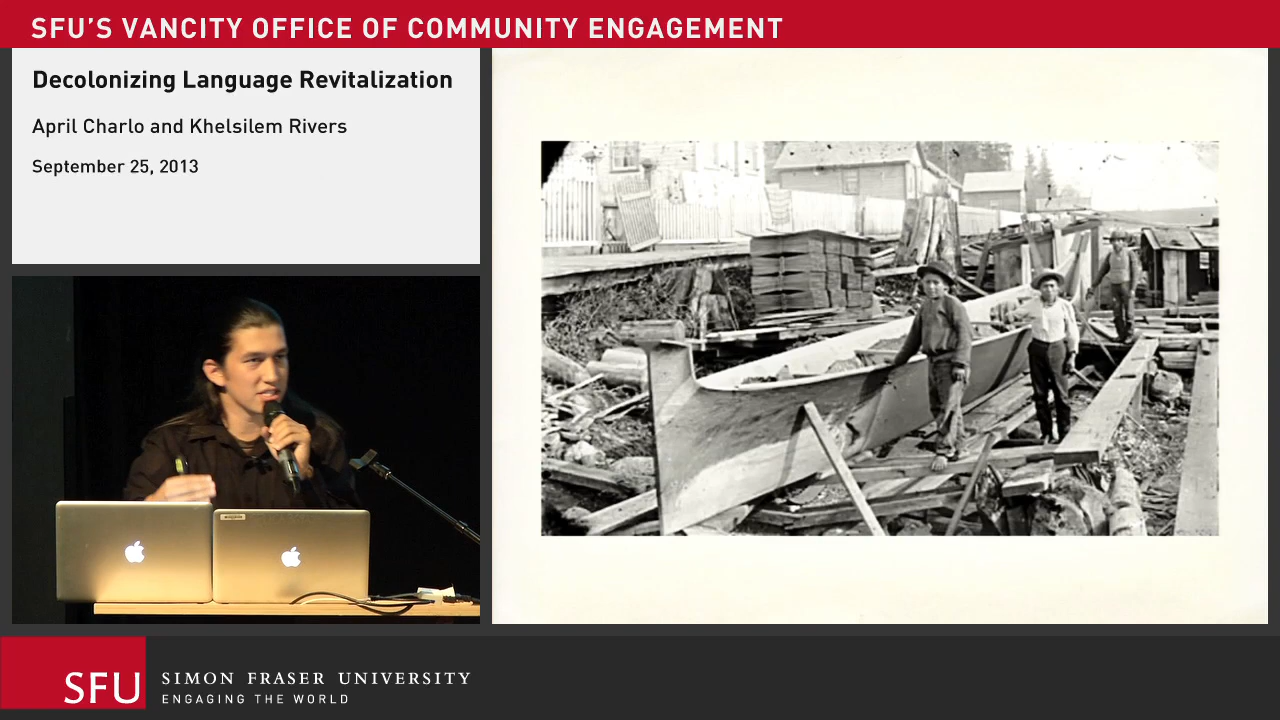 SFU'S VANCITY OFFICE OF COMMUNITY ENGAGEMENT
Decolonizing Language Revitalization
April Charlo and Khelsilem Rivers
September 25, 2013
SFU
SIMON FRASER UNIVERSITY
ENGAGING THE WORLD